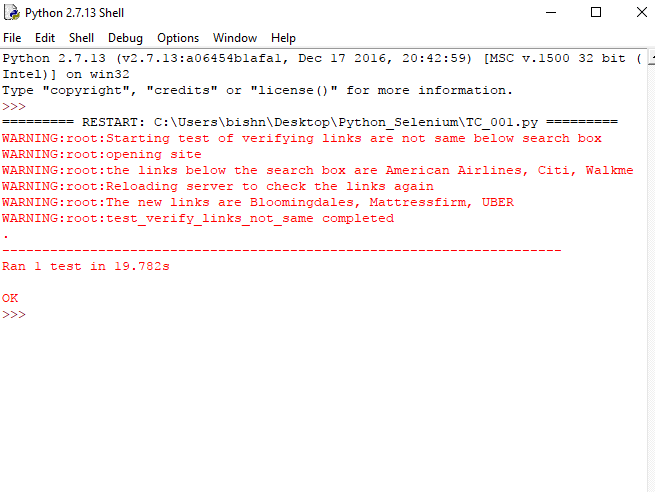 Python 2.7.13 Shell
File Edit Shell Debug Options Window Help
Python 2.7.13 (v2.7.13:a06454b1afa1, Dec 17 2016, 20:42:59) [MSC v.1500 32 bit (
Intel)] on win32
Type "copyright", "credits" or "license()" for more information.
>>>
========= RESTART: C:\Users\bishn\Desktop\Python_Selenium\TC_001.py =========
WARNING:root:Starting test of verifying links are not same below search box
WARNING:root:opening site
WARNING:root:the links below the search box are American Airlines, Citi, Walkme
WARNING:root:Reloading server to check the links again
WARNING:root:The new links are Bloomingdales, Mattressfirm, UBER
WARNING:root:test_verify_links_not_same completed
.
----------------------------------------------------------------------
Ran 1 test in 19.782s
OK
>>>